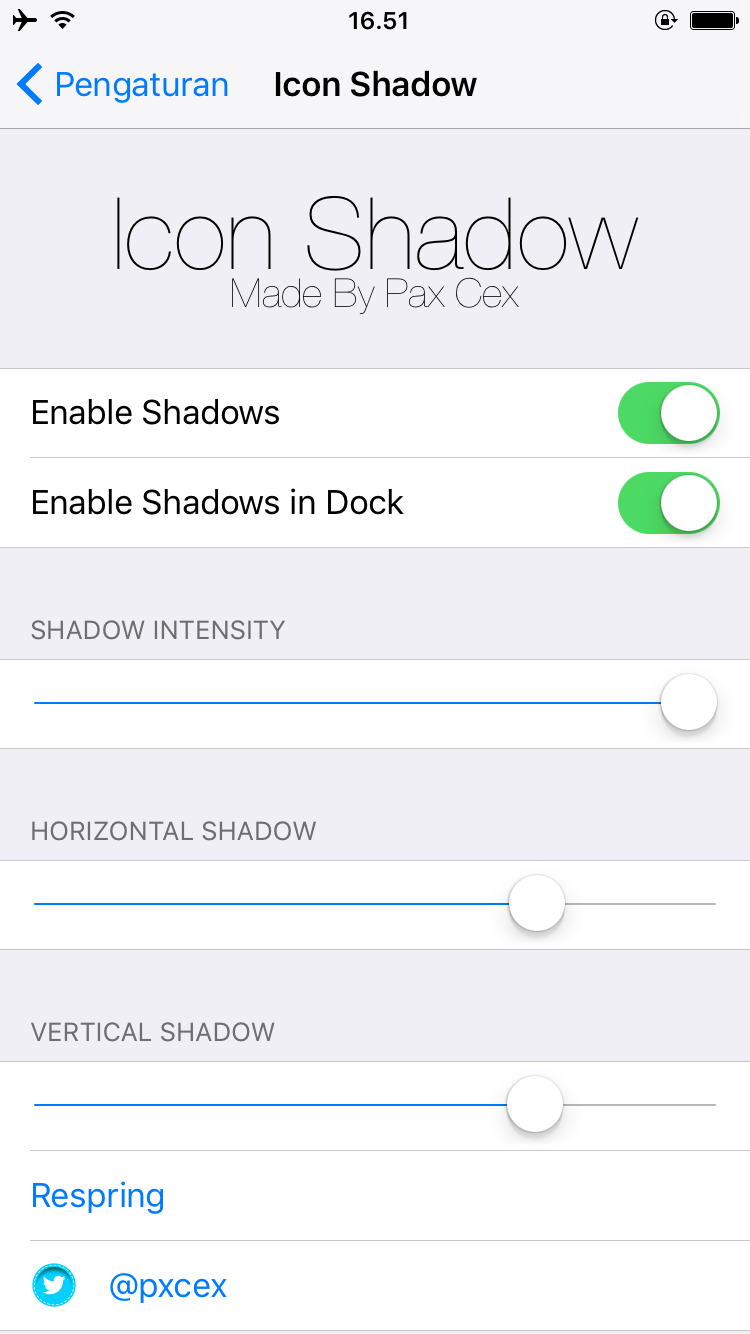 16.51
Pengaturan Icon Shadow
Icon Shadow
Made By Pax Cex
Enable Shadows
Enable Shadows in Dock
SHADOW INTENSITY
HORIZONTAL SHADOW
VERTICAL SHADOW
Respring
@pxcex